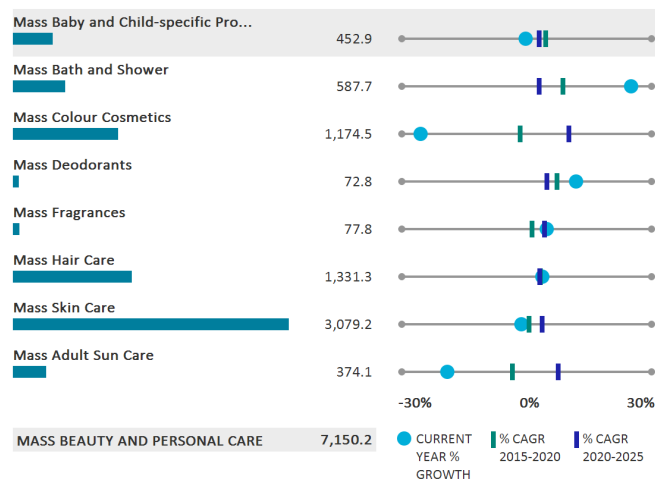 Mass Baby and Child-specific Pro...
452.9
Mass Bath and Shower
587.7
Mass Colour Cosmetics
1,174.5
Mass Deodorants
72.8
Mass Fragrances
77.8
Mass Hair Care
1,331.3
Mass Skin Care
3,079.2
Mass Adult Sun Care
374.1
-30% 0% 30%
MASS BEAUTY AND PERSONAL CARE 7,150.2
CURRENT
YEAR %
GROWTH
% CAGR
2015-2020
% CAGR
2020-2025